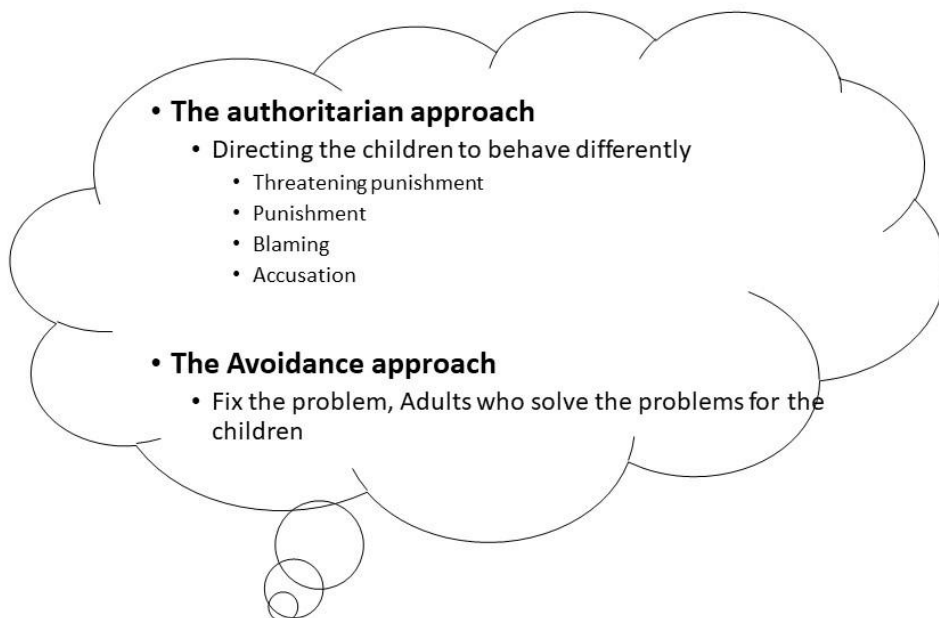 • The authoritarian approach
• Directing the children to behave differently
• Threatening punishment
• Punishment
• Blaming
• Accusation
• The Avoidance approach
• Fix the problem, Adults who solve the problems for the
children